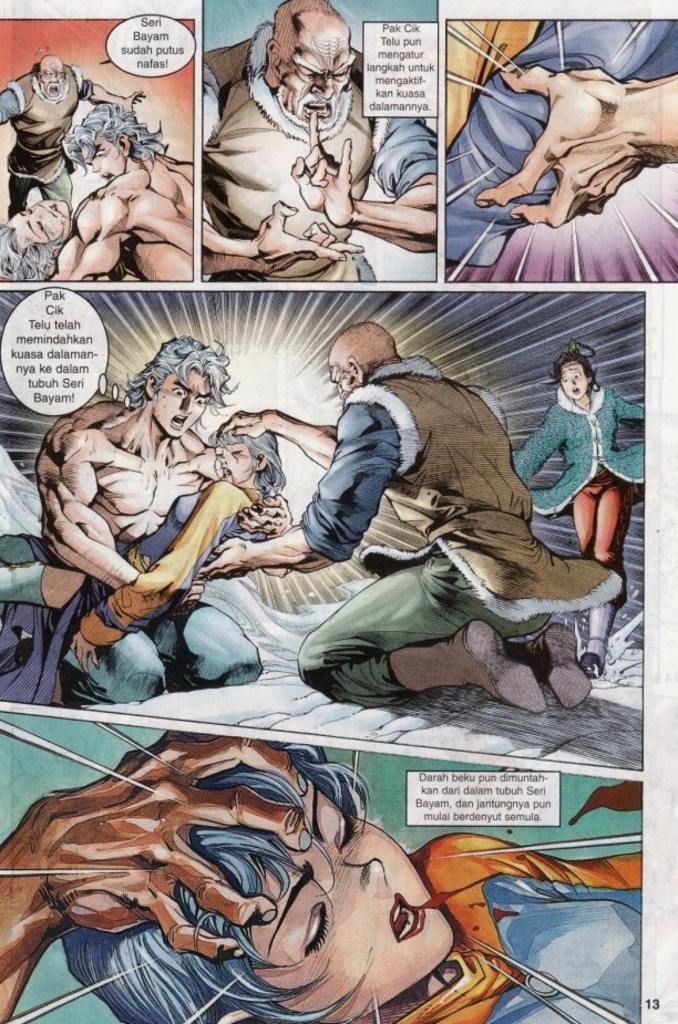 Seri
Bayam
sudah putus
nafas!
Pak Cik
Telu pun
mengatur
langkah untuk
mengaktif-
kan kuasa
dalamannya.
Pak
Cik
Telu telah
memindahkan
kuasa dalaman-
nya ke dalam
tubuh Seri
Bayam!
Darah beku pun dimuntah-
kan dari dalam tubuh Seri
Bayam, dan jantungnya pun
mulai berdenyut semula.
13